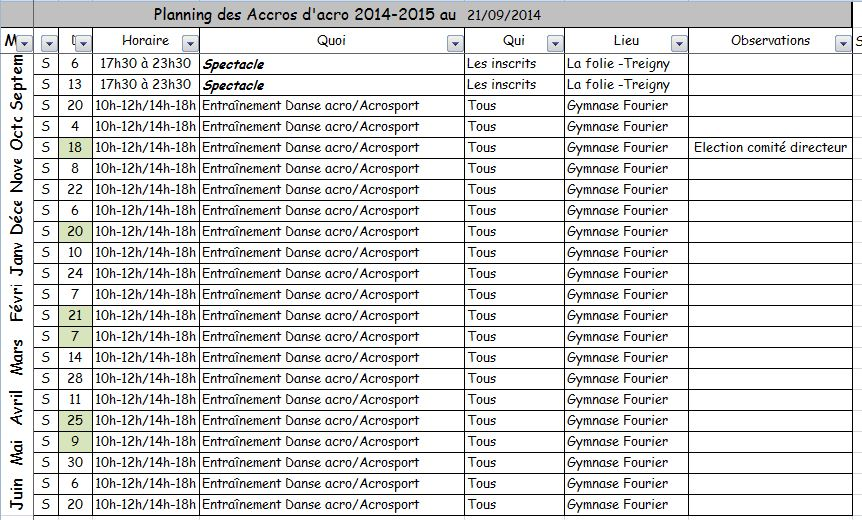 Planning des Accros d'acro 2014-2015 au 21/09/2014
M Horaire Quoi Qui Lieu Observations S
Septem
S 6 17h30 à 23h30 Spectacle Les inscrits La folie -Treigny
S 13 17h30 à 23h30 Spectacle Les inscrits La folie -Treigny
S 20 10h-12h/14h-18h Entraînement Danse acro/Acrosport Tous Gymnase Fourier
Octo
S 4 10h-12h/14h-18h Entraînement Danse acro/Acrosport Tous Gymnase Fourier
S 18 10h-12h/14h-18h Entraînement Danse acro/Acrosport Tous Gymnase Fourier Election comité directeur
Nove
S 8 10h-12h/14h-18h Entraînement Danse acro/Acrosport Tous Gymnase Fourier
S 22 10h-12h/14h-18h Entraînement Danse acro/Acrosport Tous Gymnase Fourier
Déce
S 6 10h-12h/14h-18h Entraînement Danse acro/Acrosport Tous Gymnase Fourier
S 20 10h-12h/14h-18h Entraînement Danse acro/Acrosport Tous Gymnase Fourier
Janv
S 10 10h-12h/14h-18h Entraînement Danse acro/Acrosport Tous Gymnase Fourier
S 24 10h-12h/14h-18h Entraînement Danse acro/Acrosport Tous Gymnase Fourier
Févri
S 7 10h-12h/14h-18h Entraînement Danse acro/Acrosport Tous Gymnase Fourier
S 21 10h-12h/14h-18h Entraînement Danse acro/Acrosport Tous Gymnase Fourier
Mars
S 7 10h-12h/14h-18h Entraînement Danse acro/Acrosport Tous Gymnase Fourier
S 14 10h-12h/14h-18h Entraînement Danse acro/Acrosport Tous Gymnase Fourier
S 28 10h-12h/14h-18h Entraînement Danse acro/Acrosport Tous Gymnase Fourier
Avril
S 11 10h-12h/14h-18h Entraînement Danse acro/Acrosport Tous Gymnase Fourier
S 25 10h-12h/14h-18h Entraînement Danse acro/Acrosport Tous Gymnase Fourier
Mai
S 9 10h-12h/14h-18h Entraînement Danse acro/Acrosport Tous Gymnase Fourier
S 30 10h-12h/14h-18h Entraînement Danse acro/Acrosport Tous Gymnase Fourier
Juin
S 6 10h-12h/14h-18h Entraînement Danse acro/Acrosport Tous Gymnase Fourier
S 20 10h-12h/14h-18h Entraînement Danse acro/Acrosport Tous Gymnase Fourier